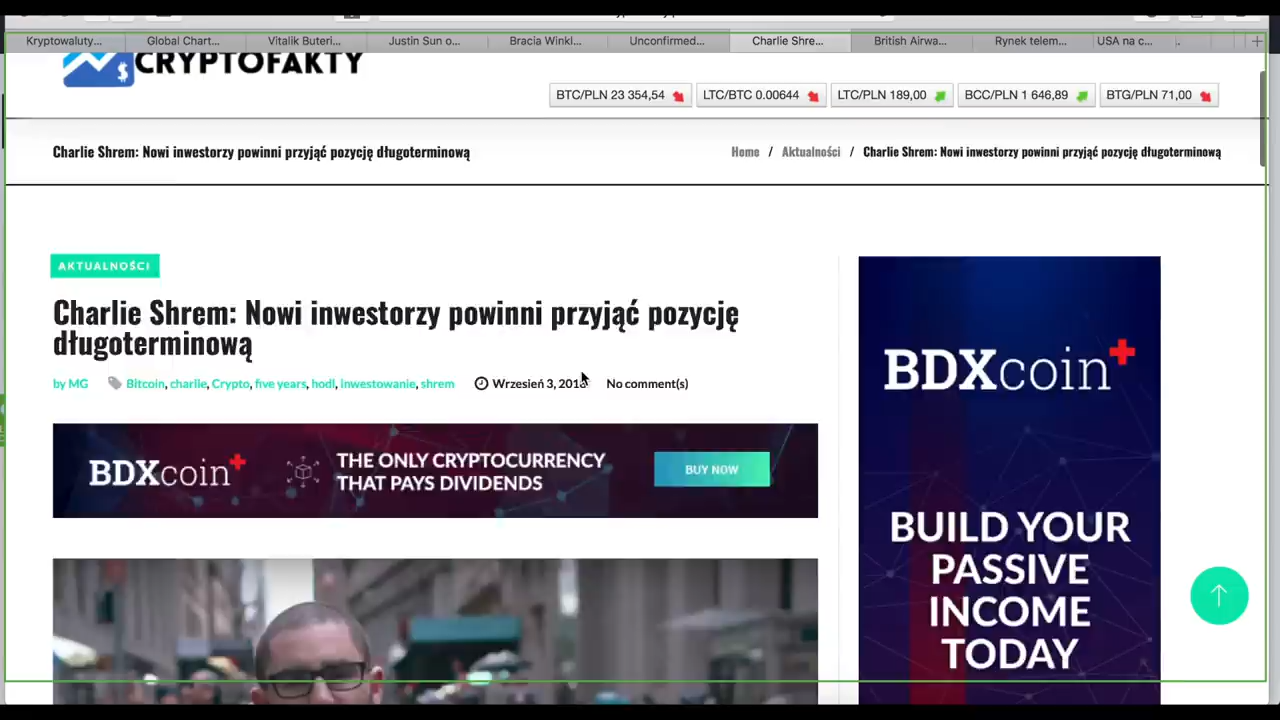 Kryptowaluty...
Global Chart...
Vitalik Buteri...
Justin Sun o...
Bracia Winkl...
Unconfirmed...
Charlie Shre...
British Airwa...
Rynek telem...
USA na c...
CRYPTOFAKTY
BTC/PLN 23 354,54
LTC/BTC 0.00644
LTC/PLN 189,00
BCC/PLN 1 646,89
BTG/PLN 71,00
Charlie Shrem: Nowi inwestorzy powinni przyjąć pozycję długoterminową
Home / Aktualności / Charlie Shrem: Nowi inwestorzy powinni przyjąć pozycję długoterminową
AKTUALNOŚCI
Charlie Shrem: Nowi inwestorzy powinni przyjąć pozycję
długoterminową
by MG
Bitcoin, charlie, Crypto, five years, hodl, inwestowanie, shrem
Wrzesień 3, 2018
No comment(s)
BDXcoin+
THE ONLY CRYPTOCURRENCY
THAT PAYS DIVIDENDS
BUY NOW
BDXcoin+
BUILD YOUR
PASSIVE
INCOME
TODAY